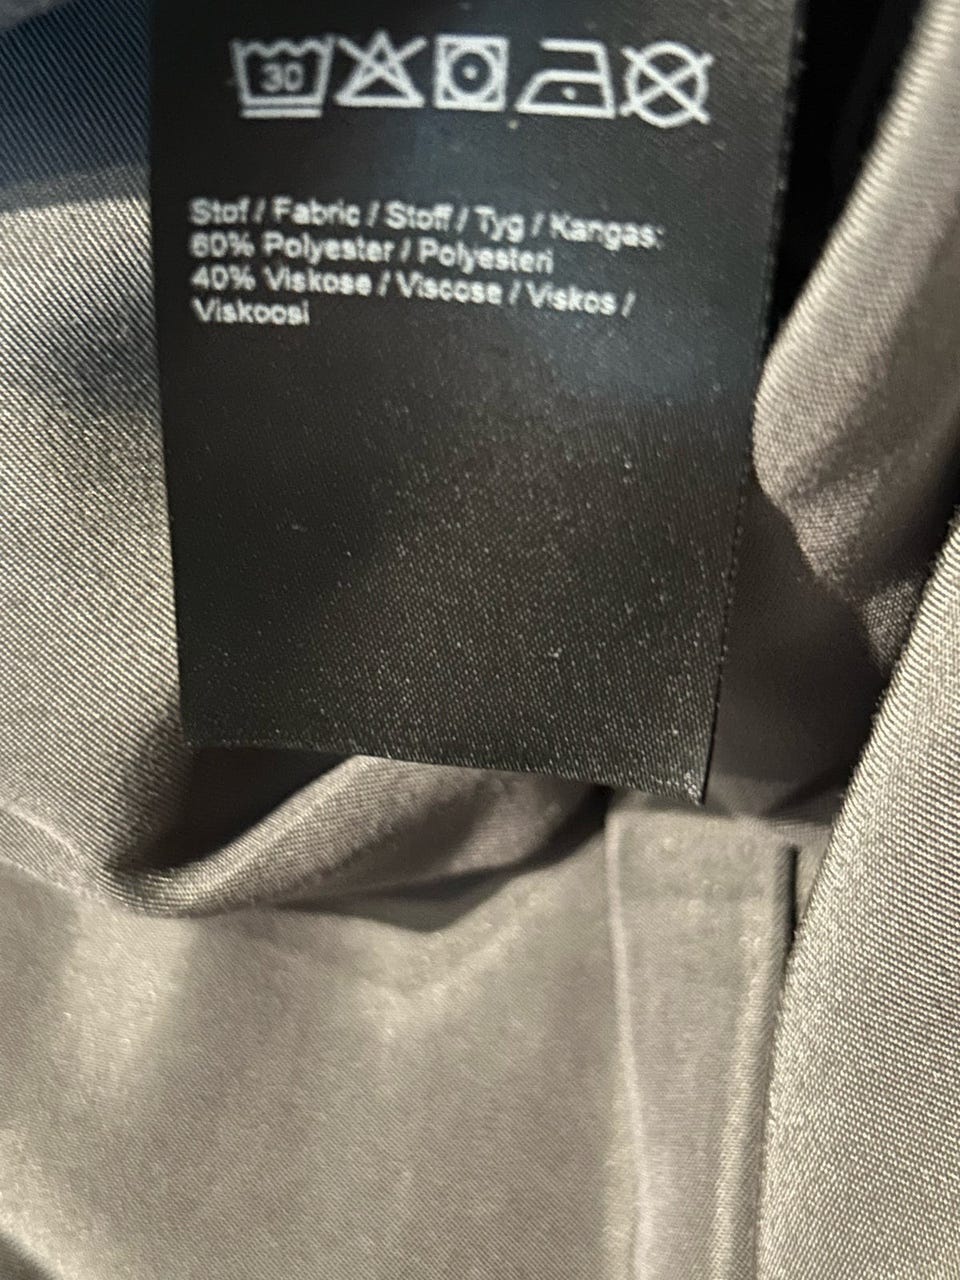 30
Stof / Fabric / Stoff / Tyg / Kangas:
60% Polyester / Polyesteri
40% Viskose / Viscose / Viskos /
Viskoosi